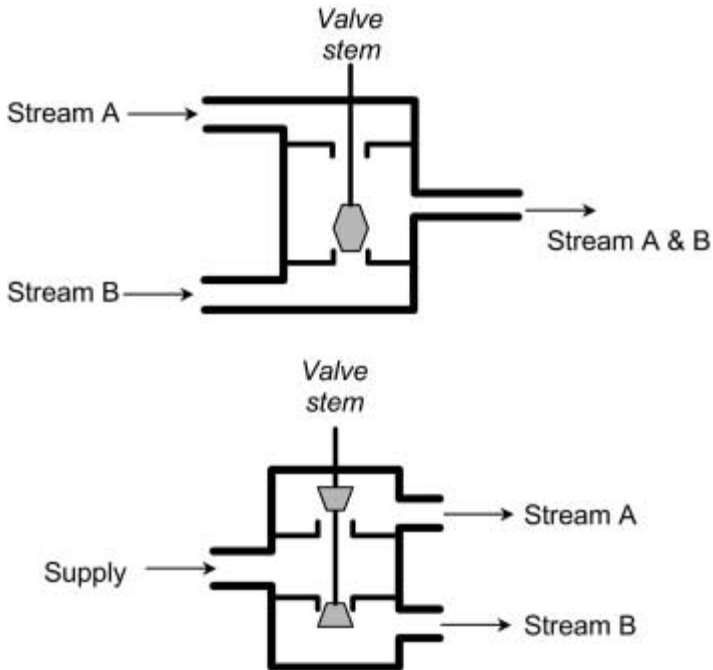 Valve
stem
Stream A
Stream A & B
Stream B
Valve
stem
Stream A
Supply
Stream B